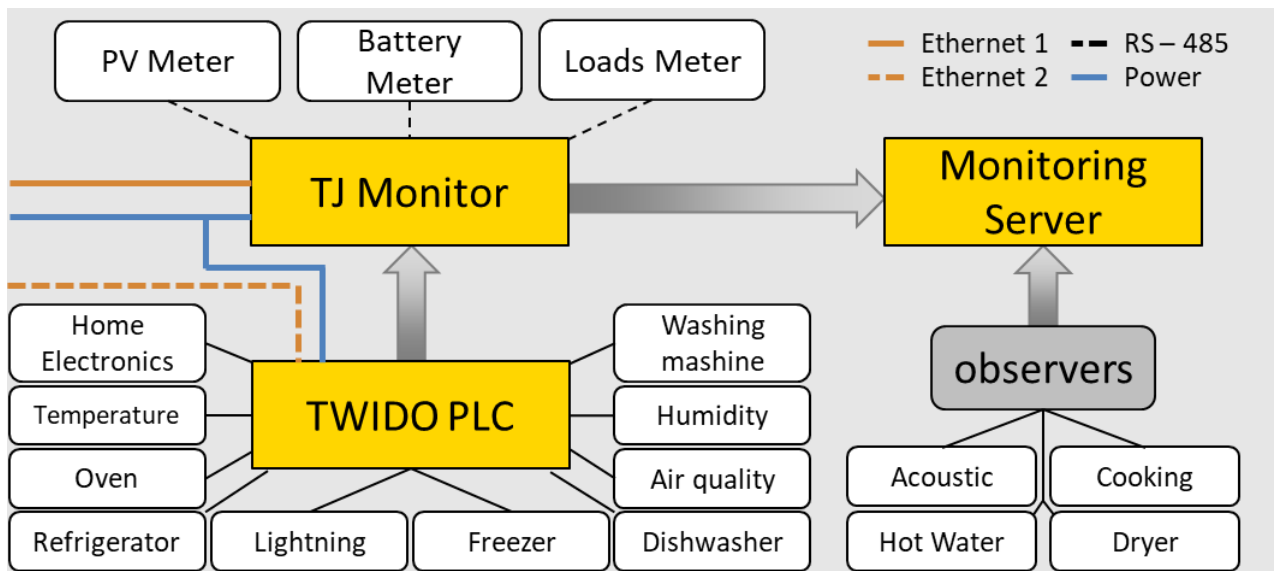 PV Meter
Battery
Meter
Loads Meter
Ethernet 1
RS – 485
Ethernet 2
Power
TJ Monitor
Monitoring
Server
Home
Electronics
Washing
mashine
Temperature
TWIDO PLC
Humidity
observers
Oven
Air quality
Acoustic
Cooking
Refrigerator
Lightning
Freezer
Dishwasher
Hot Water
Dryer